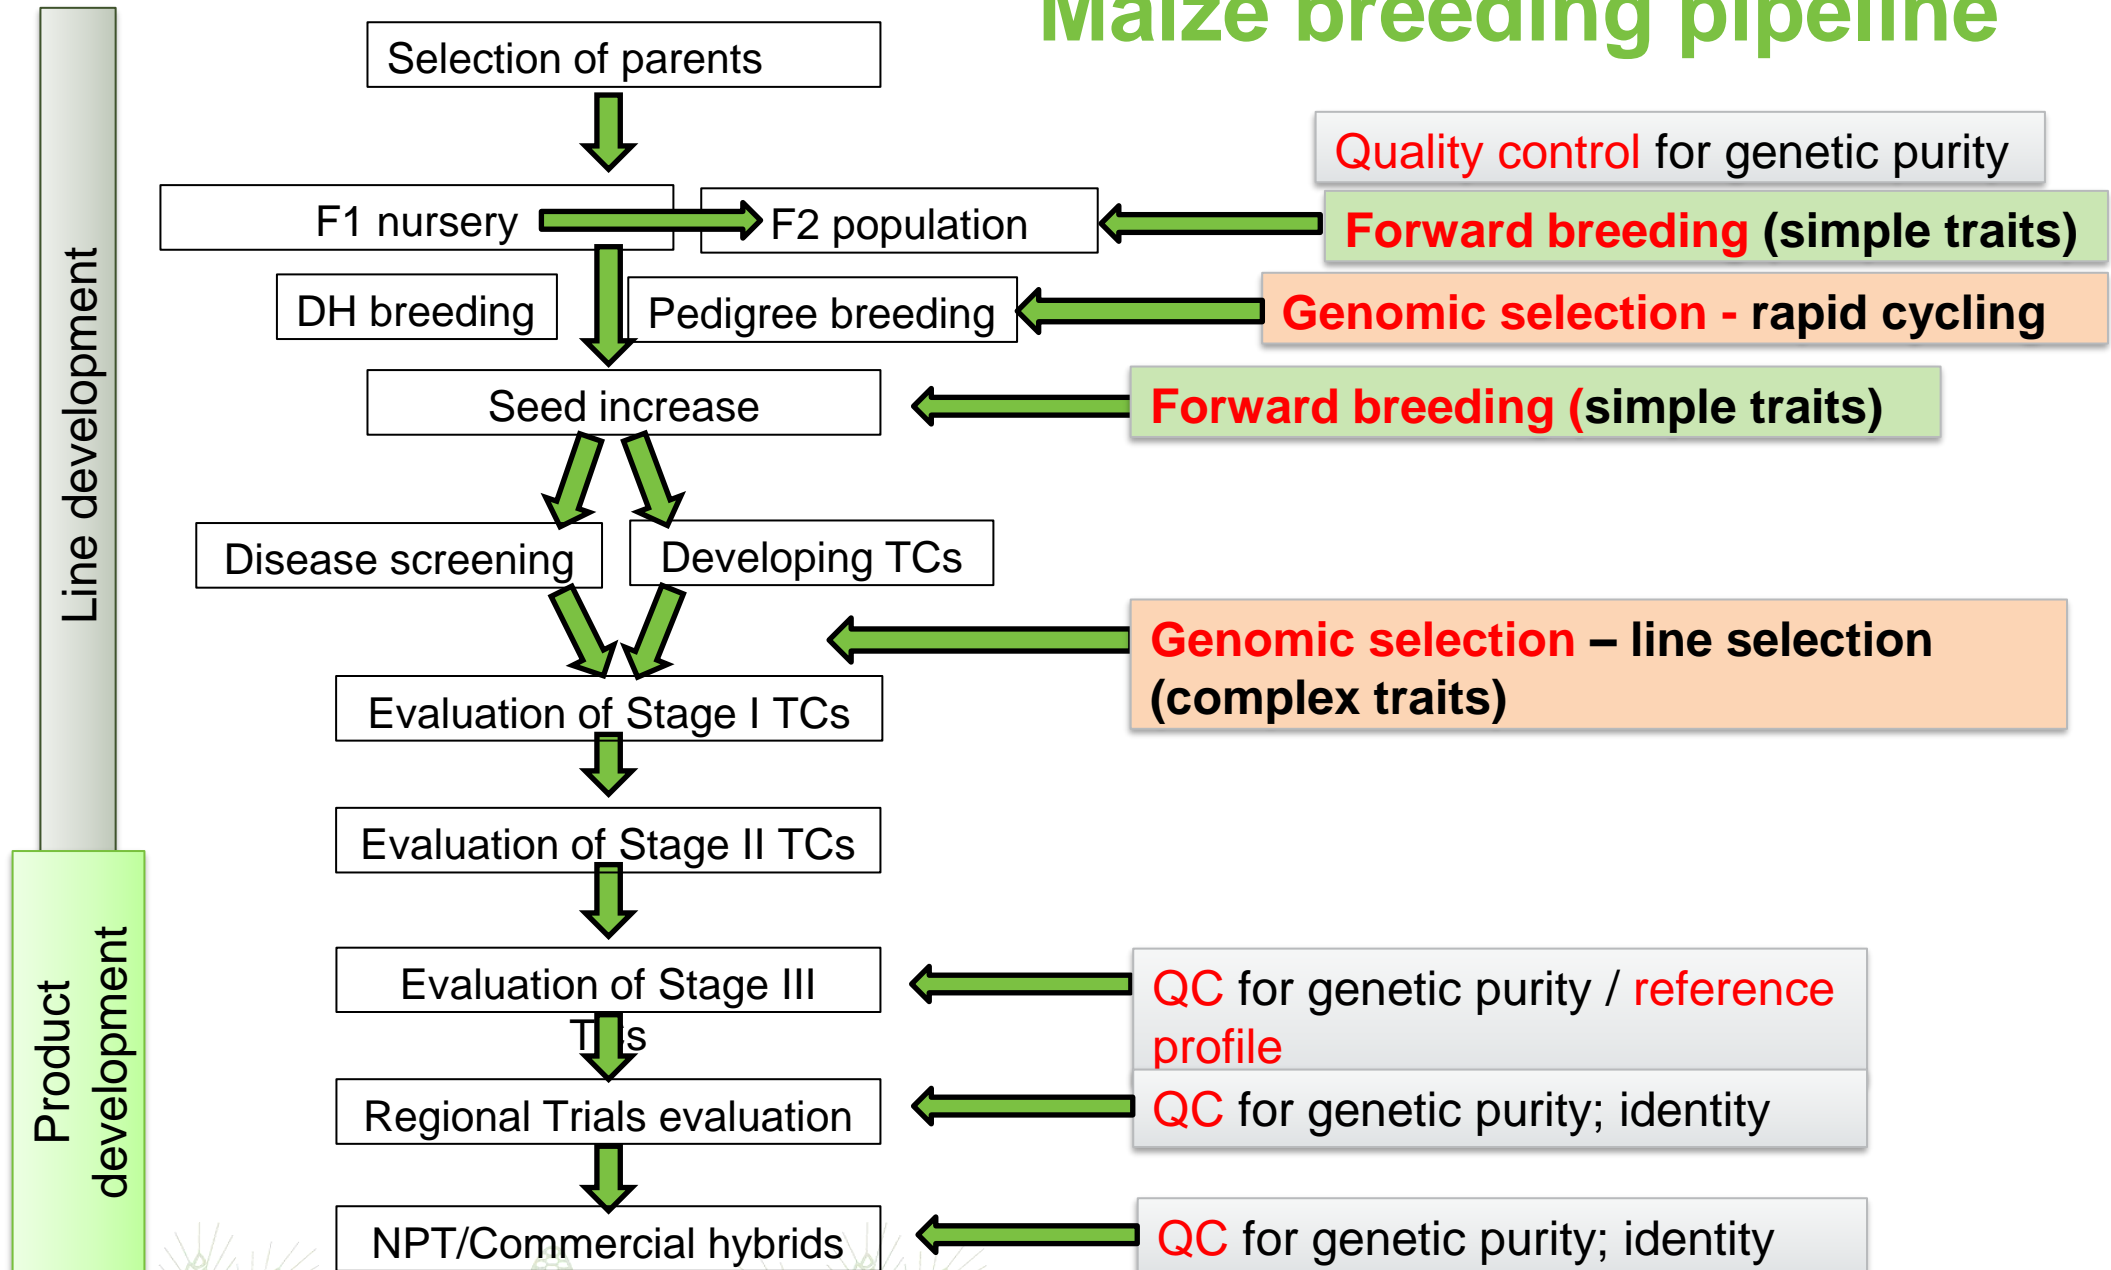 Maize breeding pipeline
Selection of parents
Quality control for genetic purity
F1 nursery
F2 population
Forward breeding (simple traits)
DH breeding
Pedigree breeding
Genomic selection - rapid cycling
Seed increase
Forward breeding (simple traits)
Line development
Disease screening
Developing TCs
Genomic selection – line selection
(complex traits)
Evaluation of Stage I TCs
Evaluation of Stage II TCs
Product
development
Evaluation of Stage III
TCs
QC for genetic purity / reference
profile
Regional Trials evaluation
QC for genetic purity; identity
NPT/Commercial hybrids
QC for genetic purity; identity